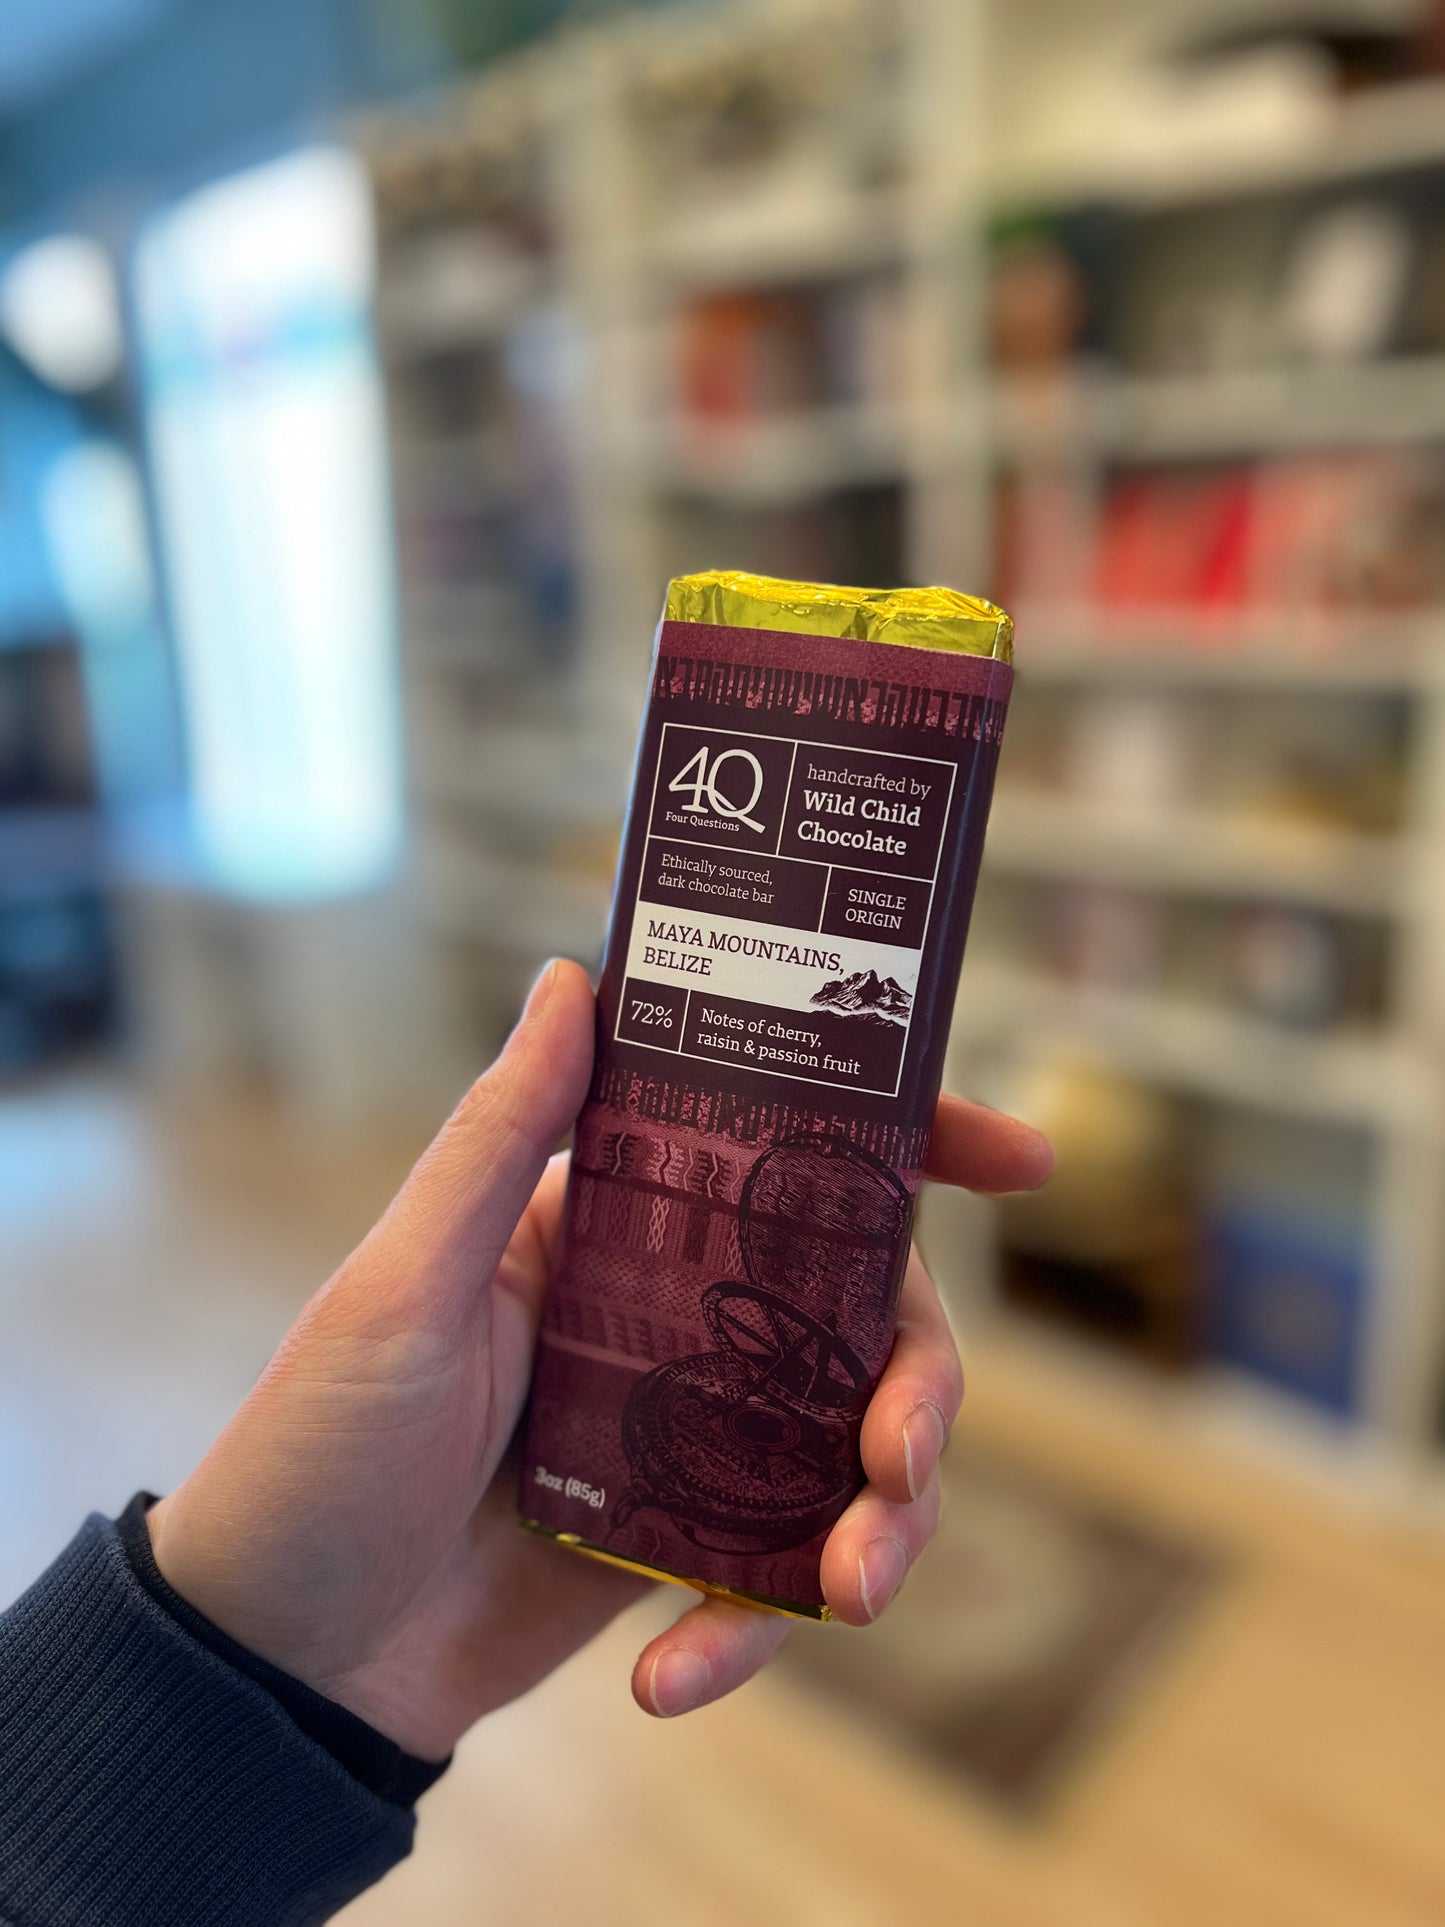 4Q
Four Questions
handcrafted by
Wild Child
Chocolate
Ethically sourced,
dark chocolate bar
SINGLE
ORIGIN
MAYA MOUNTAINS,
BELIZE
72%
Notes of cherry,
raisin & passion fruit
3oz (85g)